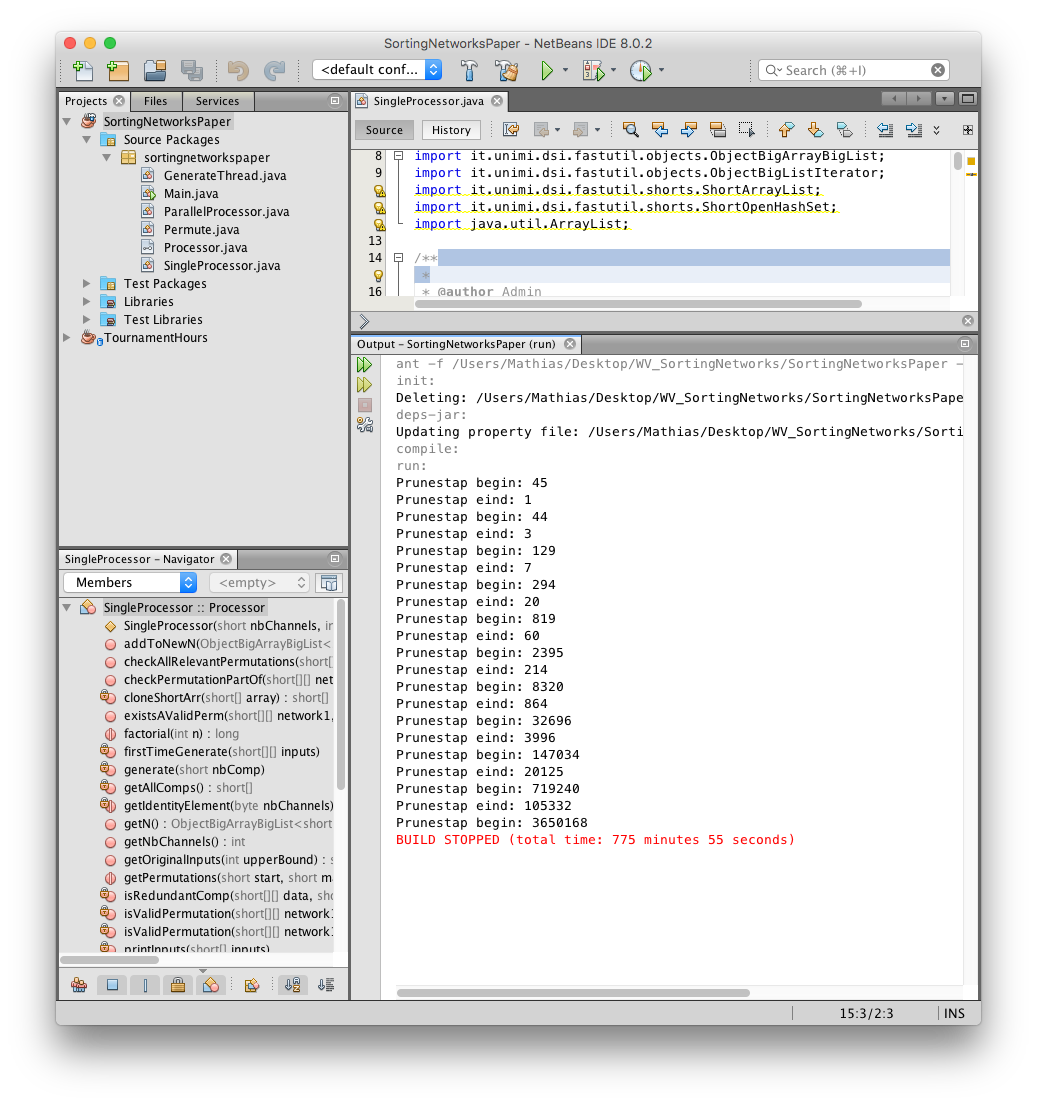 SortingNetworksPaper - NetBeans IDE 8.0.2
<default conf...
Search (⌘+I)
Projects
Files
Services
SortingNetworksPaper
Source Packages
sortingnetworkspaper
GenerateThread.java
Main.java
ParallelProcessor.java
Permute.java
Processor.java
SingleProcessor.java
Test Packages
Libraries
Test Libraries
TournamentHours
SingleProcessor.java
Source
History
8 import it.unimi.dsi.fastutil.objects.ObjectBigArrayBigList;
9 import it.unimi.dsi.fastutil.objects.ObjectBigListIterator;
import it.unimi.dsi.fastutil.shorts.ShortArrayList;
import it.unimi.dsi.fastutil.shorts.ShortOpenHashSet;
import java.util.ArrayList;
13
14 /**
*
16 * @author Admin
SingleProcessor - Navigator
Members
<empty>
SingleProcessor :: Processor
SingleProcessor(short nbChannels, ir
addToNewN(ObjectBigArrayBigList<
checkAllRelevantPermutations(short[]
checkPermutationPartOf(short[][] net
cloneShortArr(short[] array) : short[]
existsAValidPerm(short[][] network1,
factorial(int n) : long
firstTimeGenerate(short[][] inputs)
generate(short nbComp)
getAllComps() : short[]
getIdentityElement(byte nbChannels)
getN() : ObjectBigArrayBigList<short
getNbChannels() : int
getOriginalInputs(int upperBound) : s
getPermutations(short start, short m
isRedundantComp(short[][] data, sho
isValidPermutation(short[][] network1
isValidPermutation(short[][] network1
printInputs(short[] inputs)
Output - SortingNetworksPaper (run)
ant -f /Users/Mathias/Desktop/WV_SortingNetworks/SortingNetworksPaper -
init:
Deleting: /Users/Mathias/Desktop/WV_SortingNetworks/SortingNetworksPape
deps-jar:
Updating property file: /Users/Mathias/Desktop/WV_SortingNetworks/Sorti
compile:
run:
Prunestap begin: 45
Prunestap eind: 1
Prunestap begin: 44
Prunestap eind: 3
Prunestap begin: 129
Prunestap eind: 7
Prunestap begin: 294
Prunestap eind: 20
Prunestap begin: 819
Prunestap eind: 60
Prunestap begin: 2395
Prunestap eind: 214
Prunestap begin: 8320
Prunestap eind: 864
Prunestap begin: 32696
Prunestap eind: 3996
Prunestap begin: 147034
Prunestap eind: 20125
Prunestap begin: 719240
Prunestap eind: 105332
Prunestap begin: 3650168
BUILD STOPPED (total time: 775 minutes 55 seconds)
15:3/2:3
INS